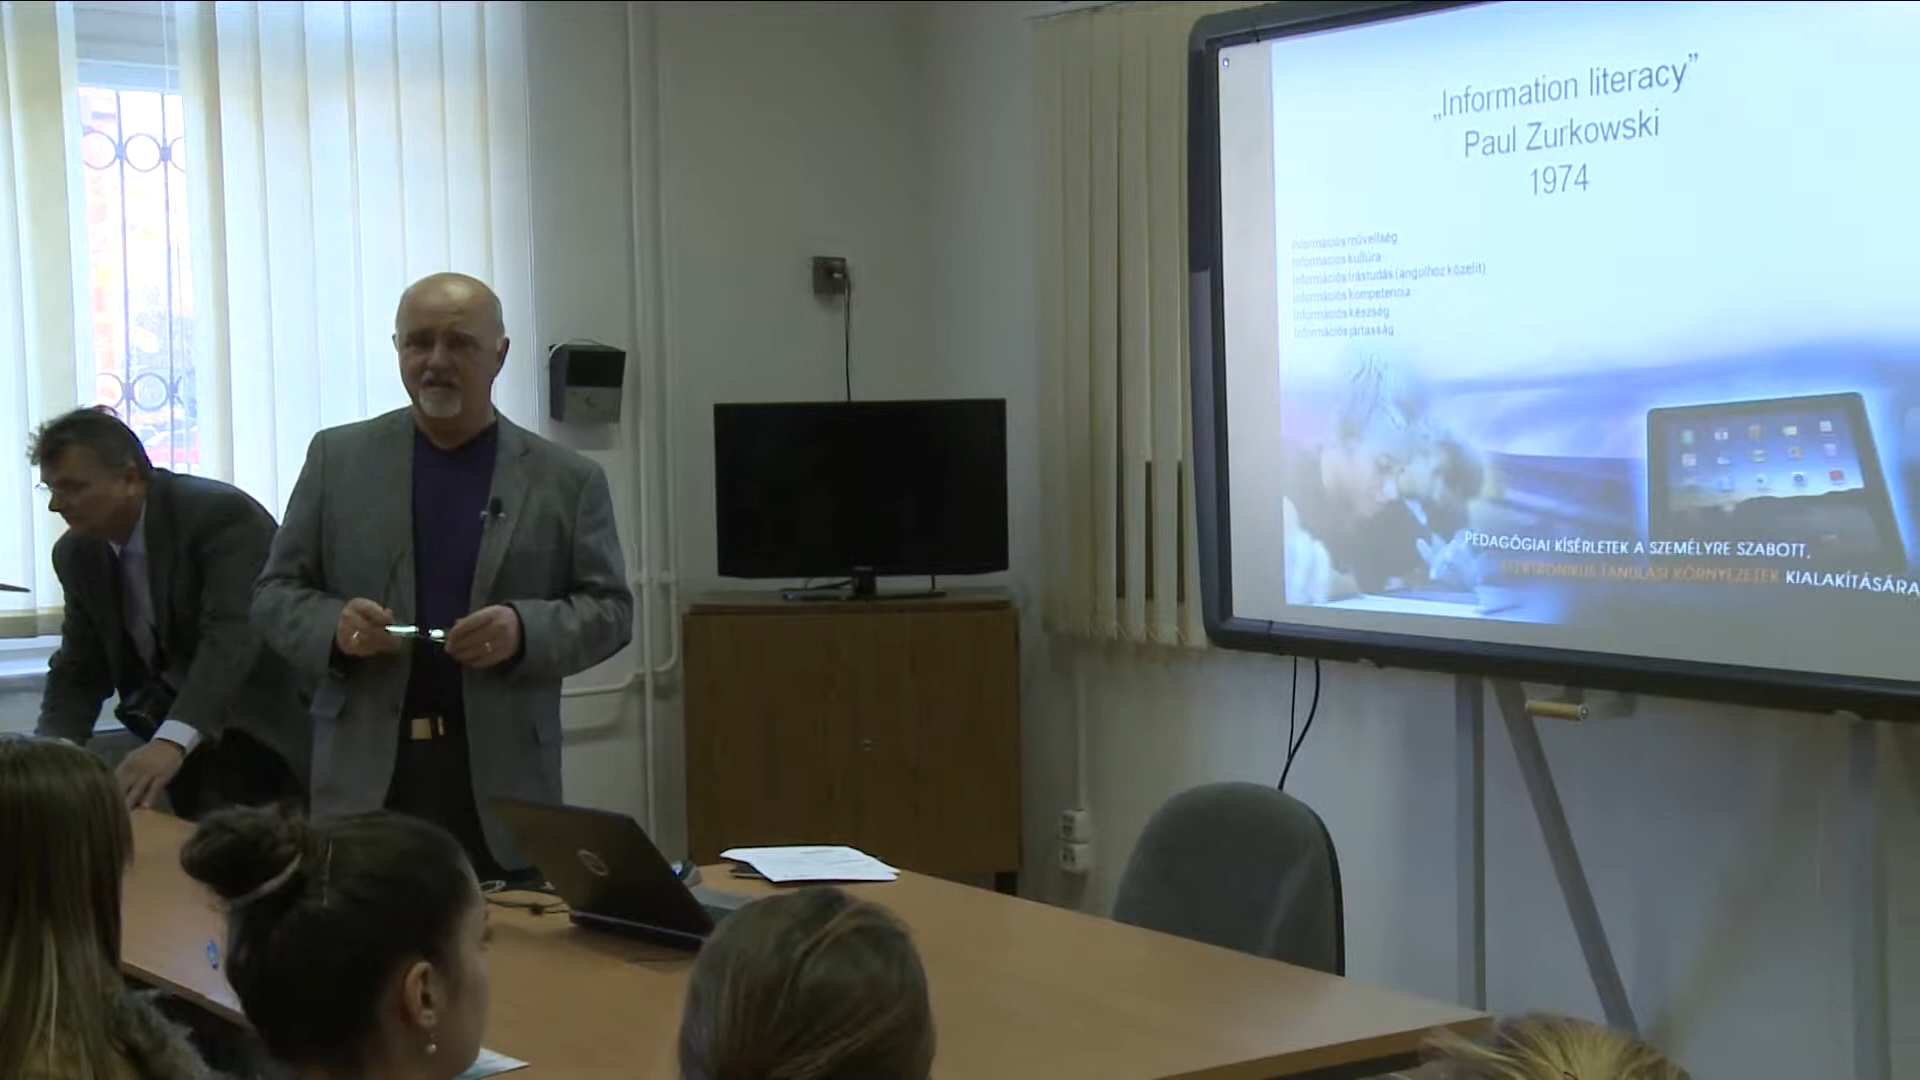 „Information literacy”
Paul Zurkowski
1974
Információs műveltség
Információs kultúra
Információs írástudás (angolhoz közelít)
Információs kompetencia
Információs készség
Információs jártasság
PEDAGÓGIAI KÍSÉRLETEK A SZEMÉLYRE SZABOTT,
ELEKTRONIKUS TANULÁSI KÖRNYEZETEK KIALAKÍTÁSÁRA